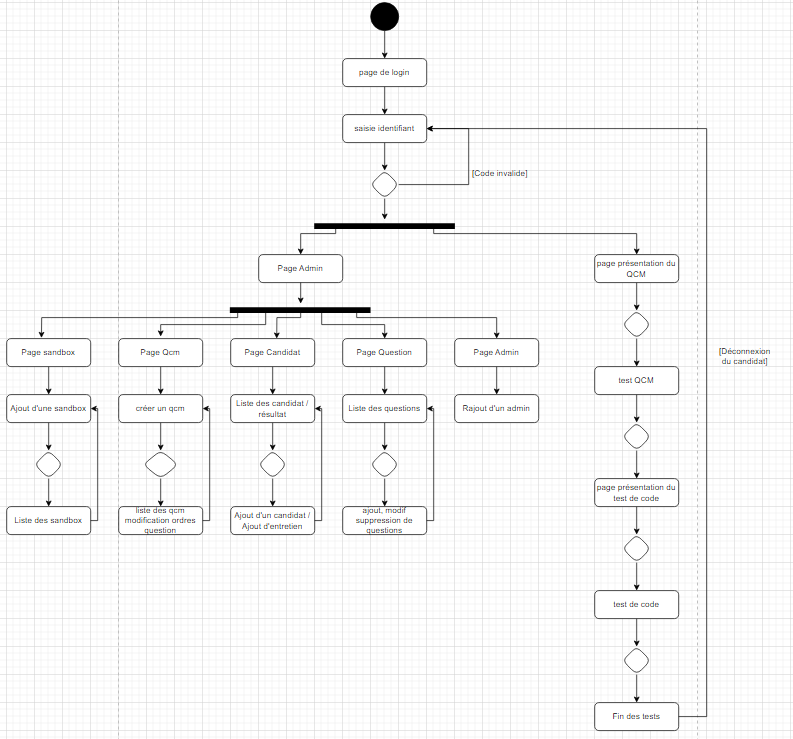 page de login
saisie identifiant
[Code invalide]
Page Admin
page présentation du
QCM
Page sandbox
Page Qcm
Page Candidat
Page Question
Page Admin
[Déconnexion
du candidat]
test QCM
Ajout d'une sandbox
créer un qcm
Liste des candidat /
résultat
Liste des questions
Rajout d'un admin
page présentation du
test de code
Liste des sandbox
liste des qcm
modification ordres
question
Ajout d'un candidat /
Ajout d'entretien
ajout, modif
suppression de
questions
test de code
Fin des tests